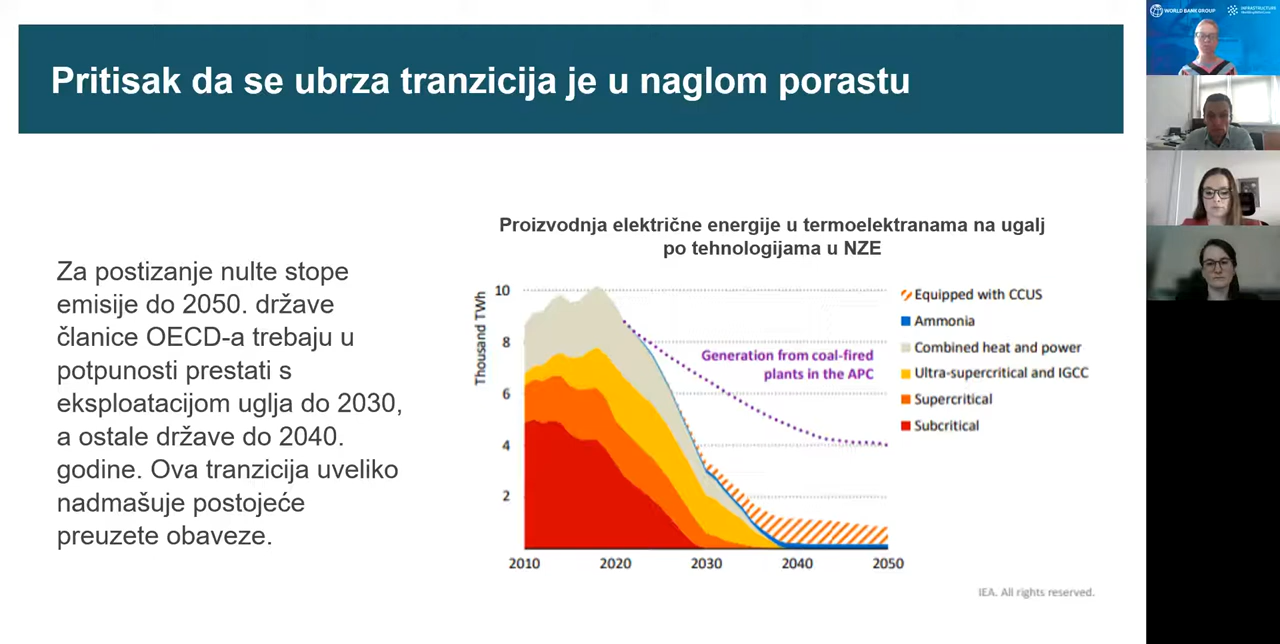 Pritisak da se ubrza tranzicija je u naglom porastu
Za postizanje nulte stope
emisije do 2050. države
članice OECD-a trebaju u
potpunosti prestati s
eksploatacijom uglja do 2030,
a ostale države do 2040.
godine. Ova tranzicija uveliko
nadmašuje postojeće
preuzete obaveze.
Proizvodnja električne energije u termoelektranama na ugalj
po tehnologijama u NZE
Thousand TWh
10
8
6
4
2
2010
2020
2030
2040
2050
Generation from coal-fired
plants in the APC
Equipped with CCUS
Ammonia
Combined heat and power
Ultra-supercritical and IGCC
Supercritical
Subcritical
IEA. All rights reserved.
WORLD BANK GROUP
INFRASTRUCTURE